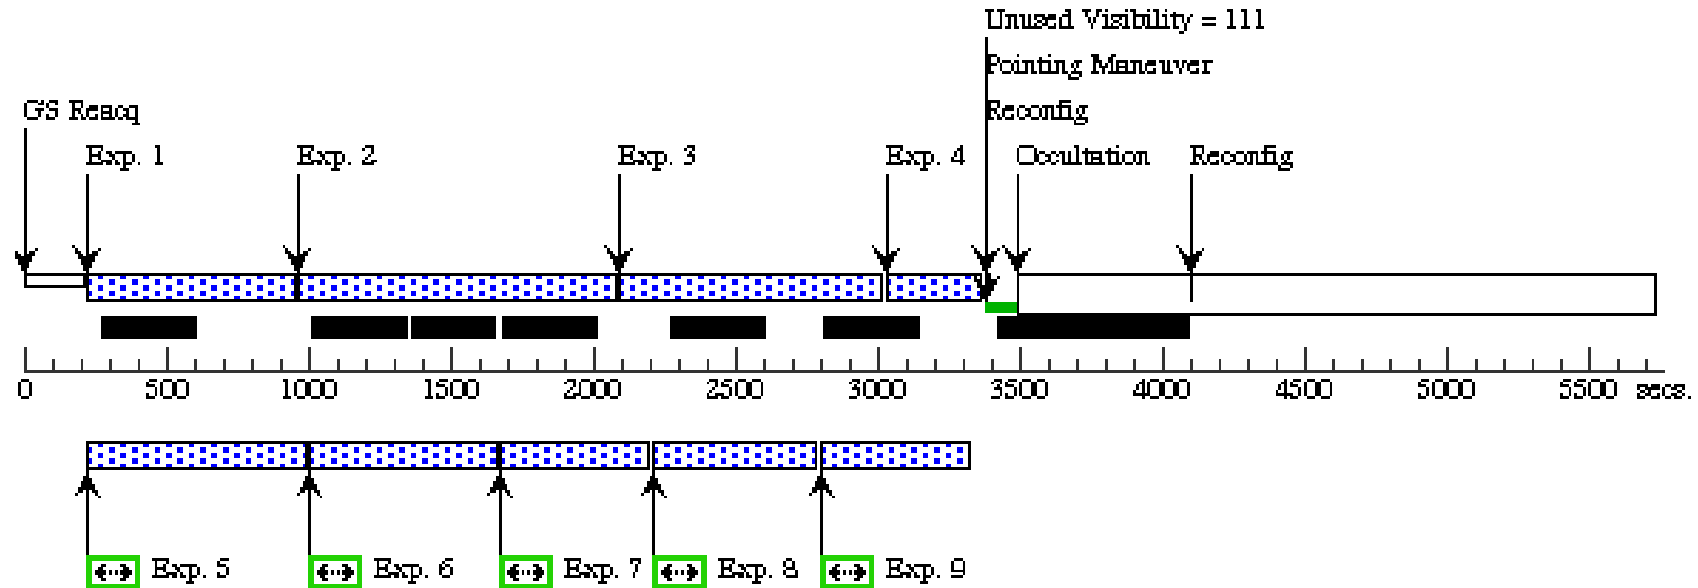 Unused Visibility = 111
Pointing Maneuver
GS Reacq
Reconfig
Exp. 1
Exp. 2
Exp. 3
Exp. 4
Occultation
Reconfig
0 500 1000 1500 2000 2500 3000 3500 4000 4500 5000 5500 secs.
Exp. 5
Exp. 6
Exp. 7
Exp. 8
Exp. 9